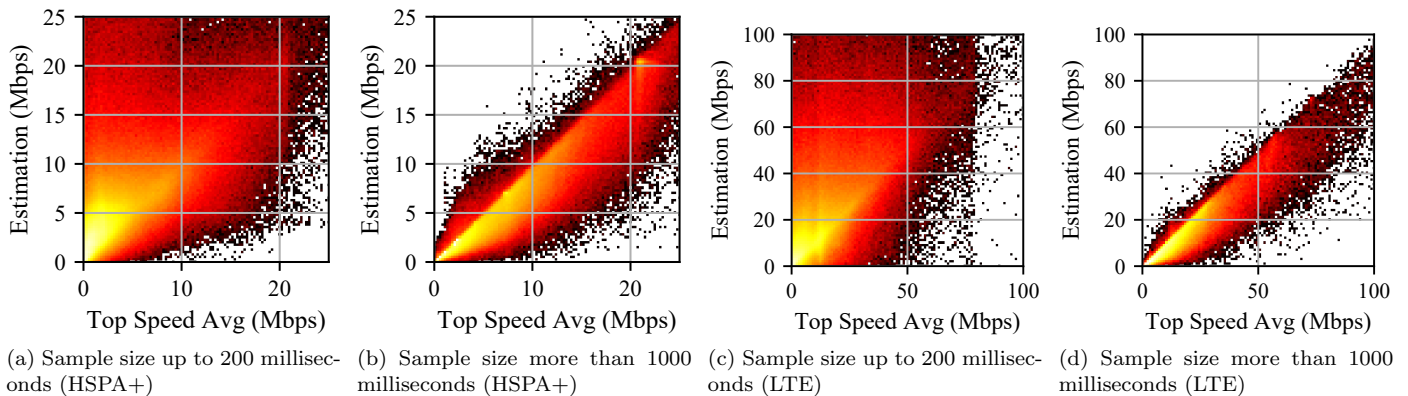 25
20
15
10
5
0
Estimation (Mbps)
0 10 20
Top Speed Avg (Mbps)
(a) Sample size up to 200 millisec-
onds (HSPA+)
25
20
15
10
5
0
Estimation (Mbps)
0 10 20
Top Speed Avg (Mbps)
(b) Sample size more than 1000
milliseconds (HSPA+)
100
80
60
40
20
0
Estimation (Mbps)
0 50 100
Top Speed Avg (Mbps)
(c) Sample size up to 200 millisec-
onds (LTE)
100
80
60
40
20
0
Estimation (Mbps)
0 50 100
Top Speed Avg (Mbps)
(d) Sample size more than 1000
milliseconds (LTE)